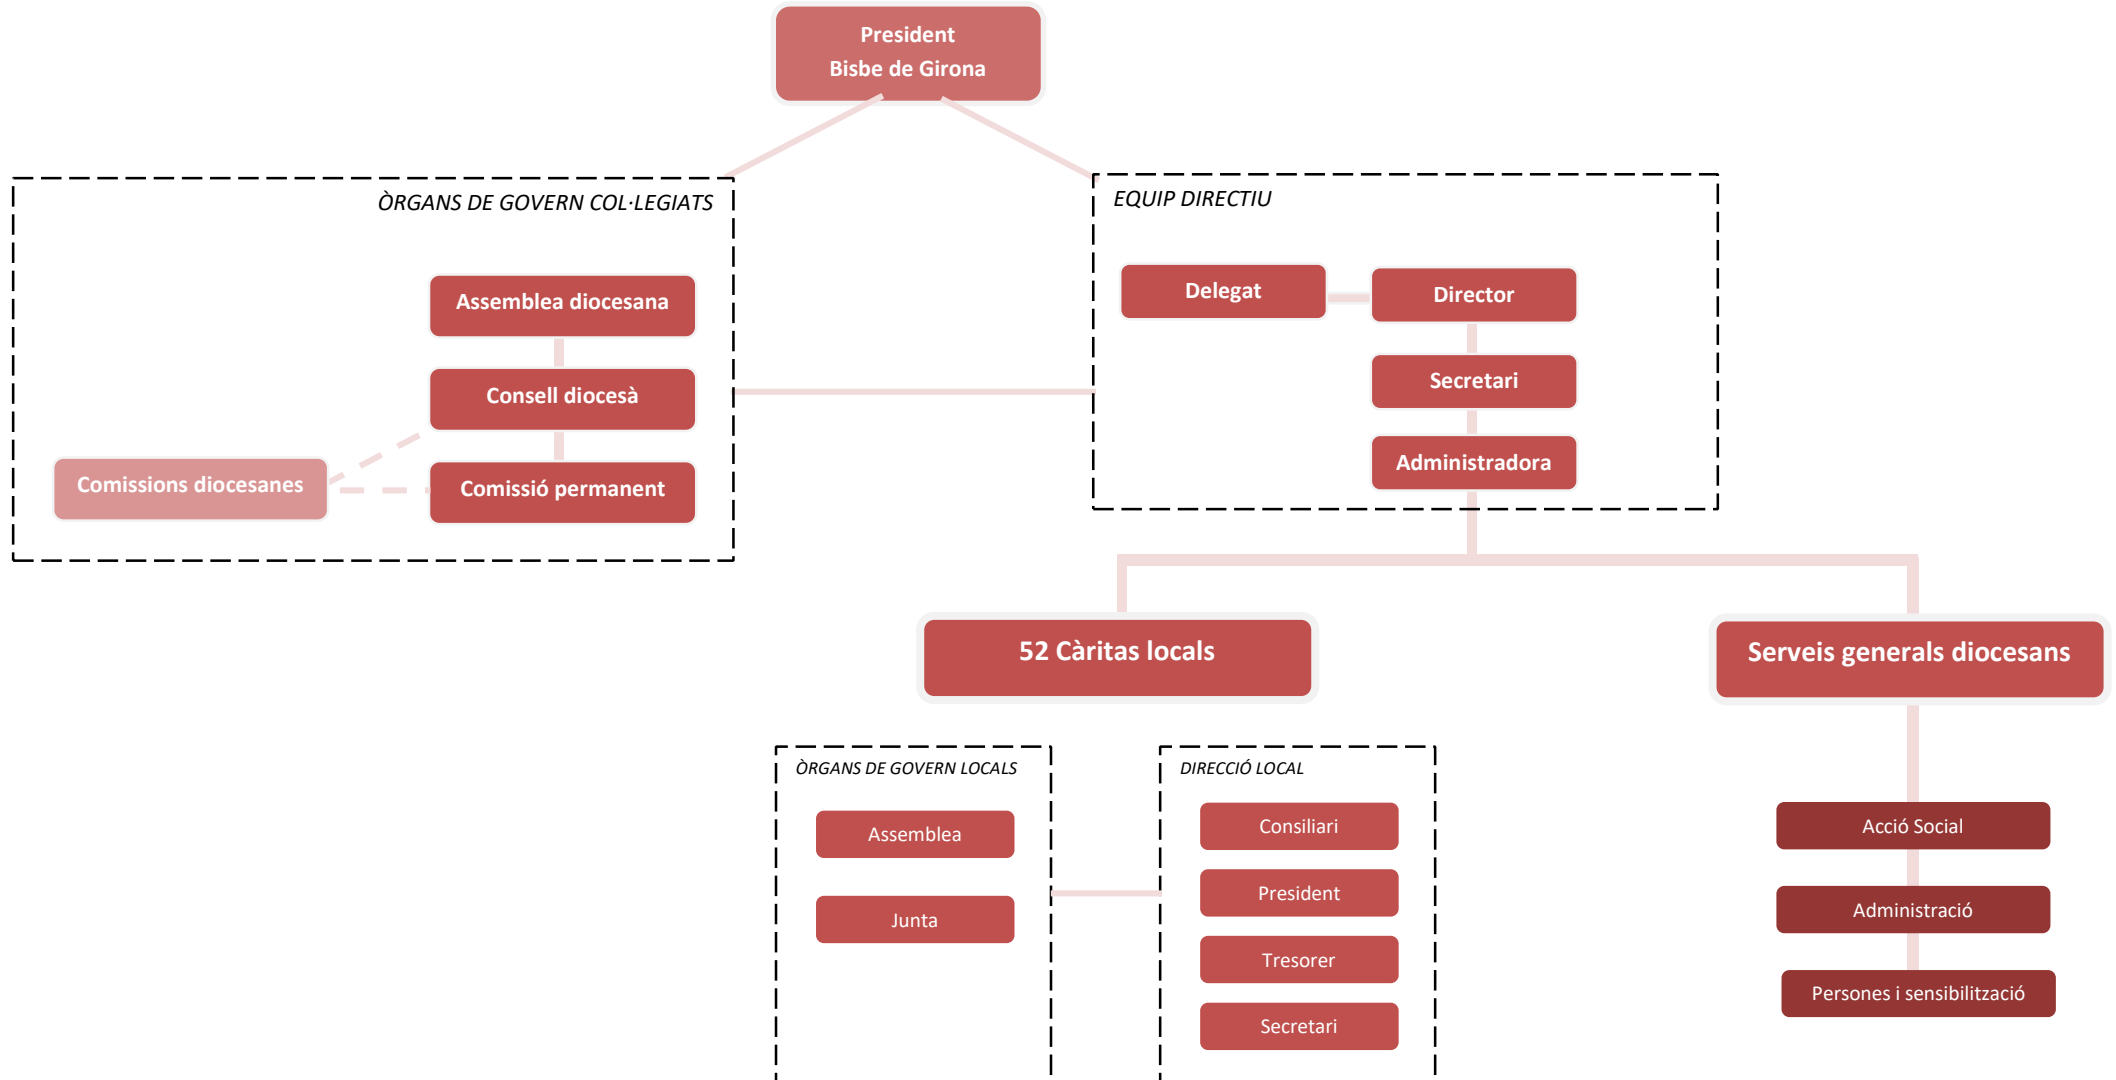 President
Bisbe de Girona
ÒRGANS DE GOVERN COL·LEGIATS
Assemblea diocesana
Consell diocesà
Comissions diocesanes
Comissió permanent
EQUIP DIRECTIU
Delegat
Director
Secretari
Administradora
52 Càritas locals
Serveis generals diocesans
ÒRGANS DE GOVERN LOCALS
Assemblea
Junta
DIRECCIÓ LOCAL
Consiliari
President
Tresorer
Secretari
Acció Social
Administració
Persones i sensibilització